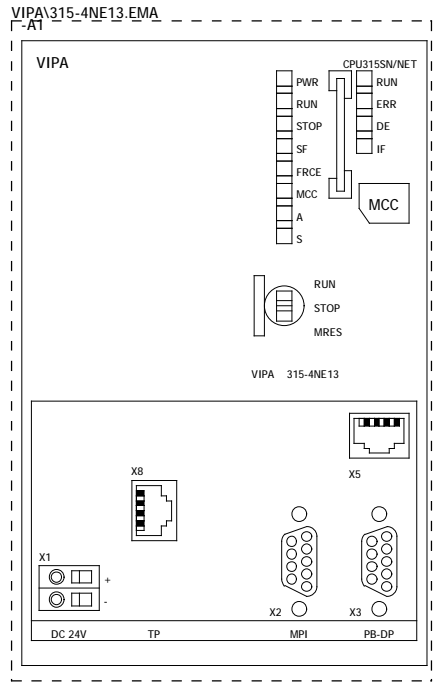 VIPA\315-4NE13.EMA
-A1
VIPA
CPU315SN/NET
PWR
RUN
STOP
SF
FRCE
MCC
A
S
RUN
ERR
DE
IF
MCC
RUN
STOP
MRES
VIPA 315-4NE13
X5
X8
X1
+
-
X2
X3
DC 24V
TP
MPI
PB-DP